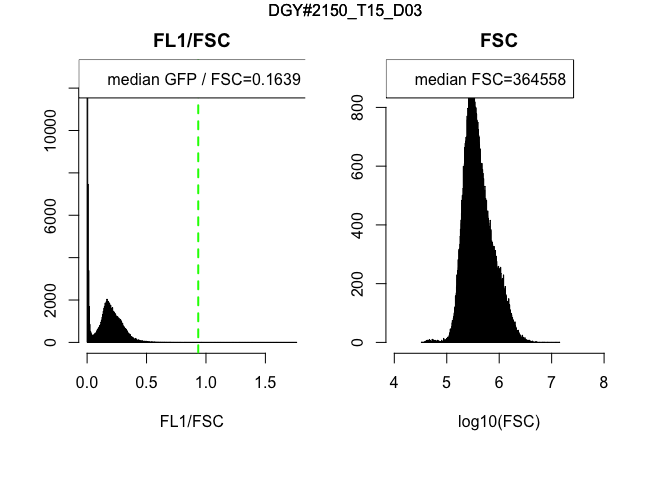 DGY#2150_T15_D03
FL1/FSC
median GFP / FSC=0.1639
0
2000
6000
10000
0.0 0.5 1.0 1.5
FL1/FSC
FSC
median FSC=364558
0
200
400
600
800
4 5 6 7 8
log10(FSC)